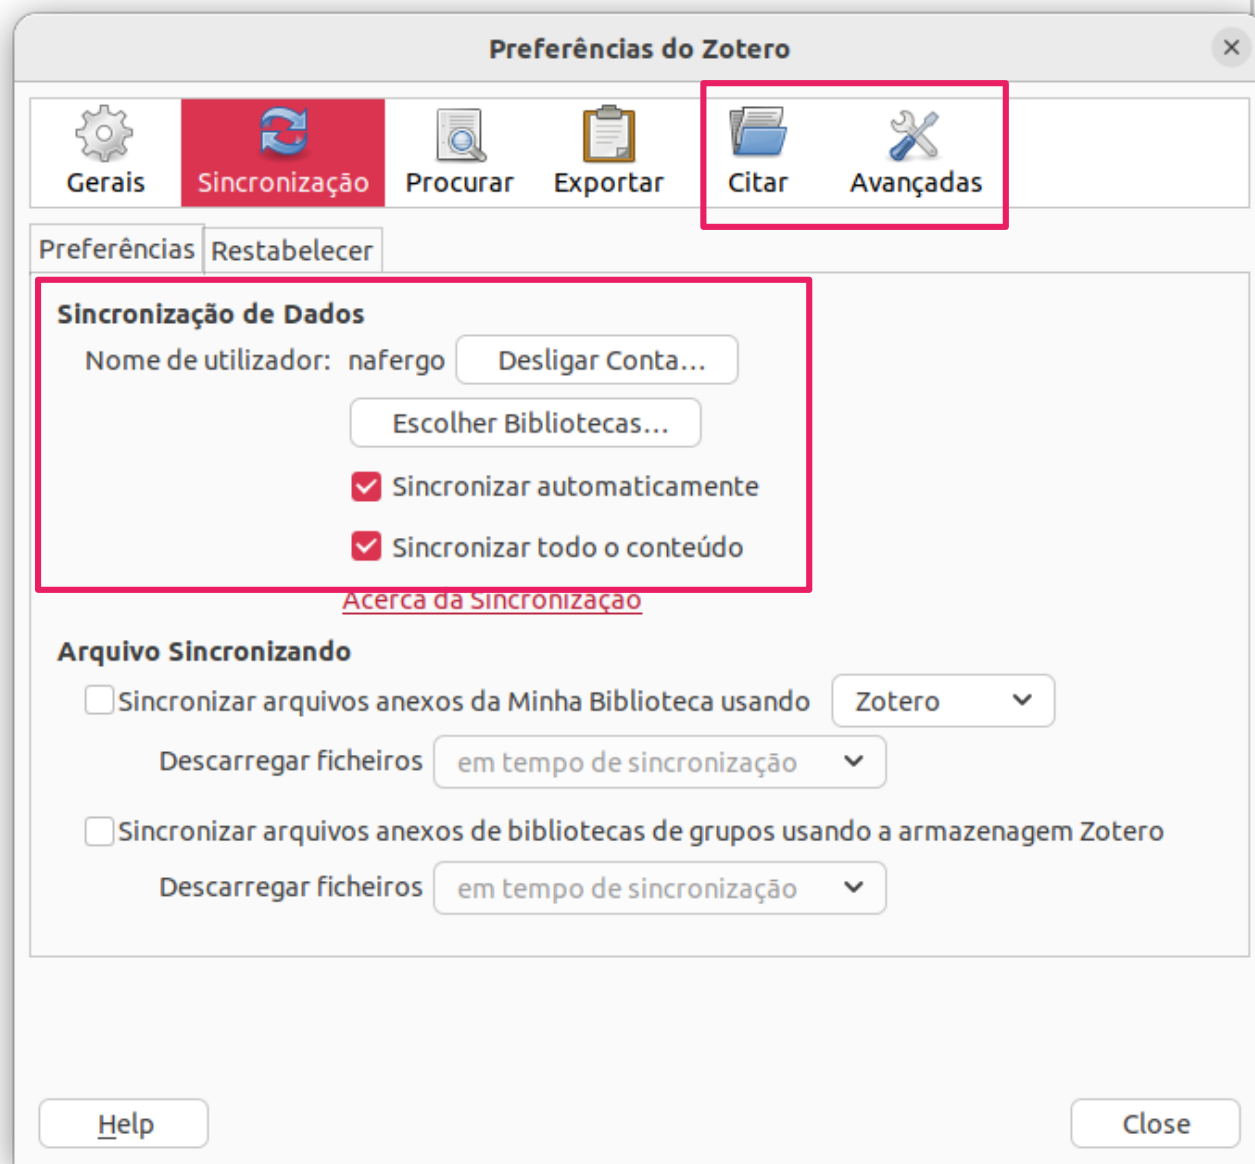 Preferências do Zotero
Gerais Sincronização Procurar Exportar Citar Avançadas
Preferências Restabelecer
Sincronização de Dados
Nome de utilizador: nafergo Desligar Conta...
Escolher Bibliotecas...
Sincronizar automaticamente
Sincronizar todo o conteúdo
Acerca da Sincronização
Arquivo Sincronizando
Sincronizar arquivos anexos da Minha Biblioteca usando Zotero
Descarregar ficheiros em tempo de sincronização
Sincronizar arquivos anexos de bibliotecas de grupos usando a armazenagem Zotero
Descarregar ficheiros em tempo de sincronização
Help Close